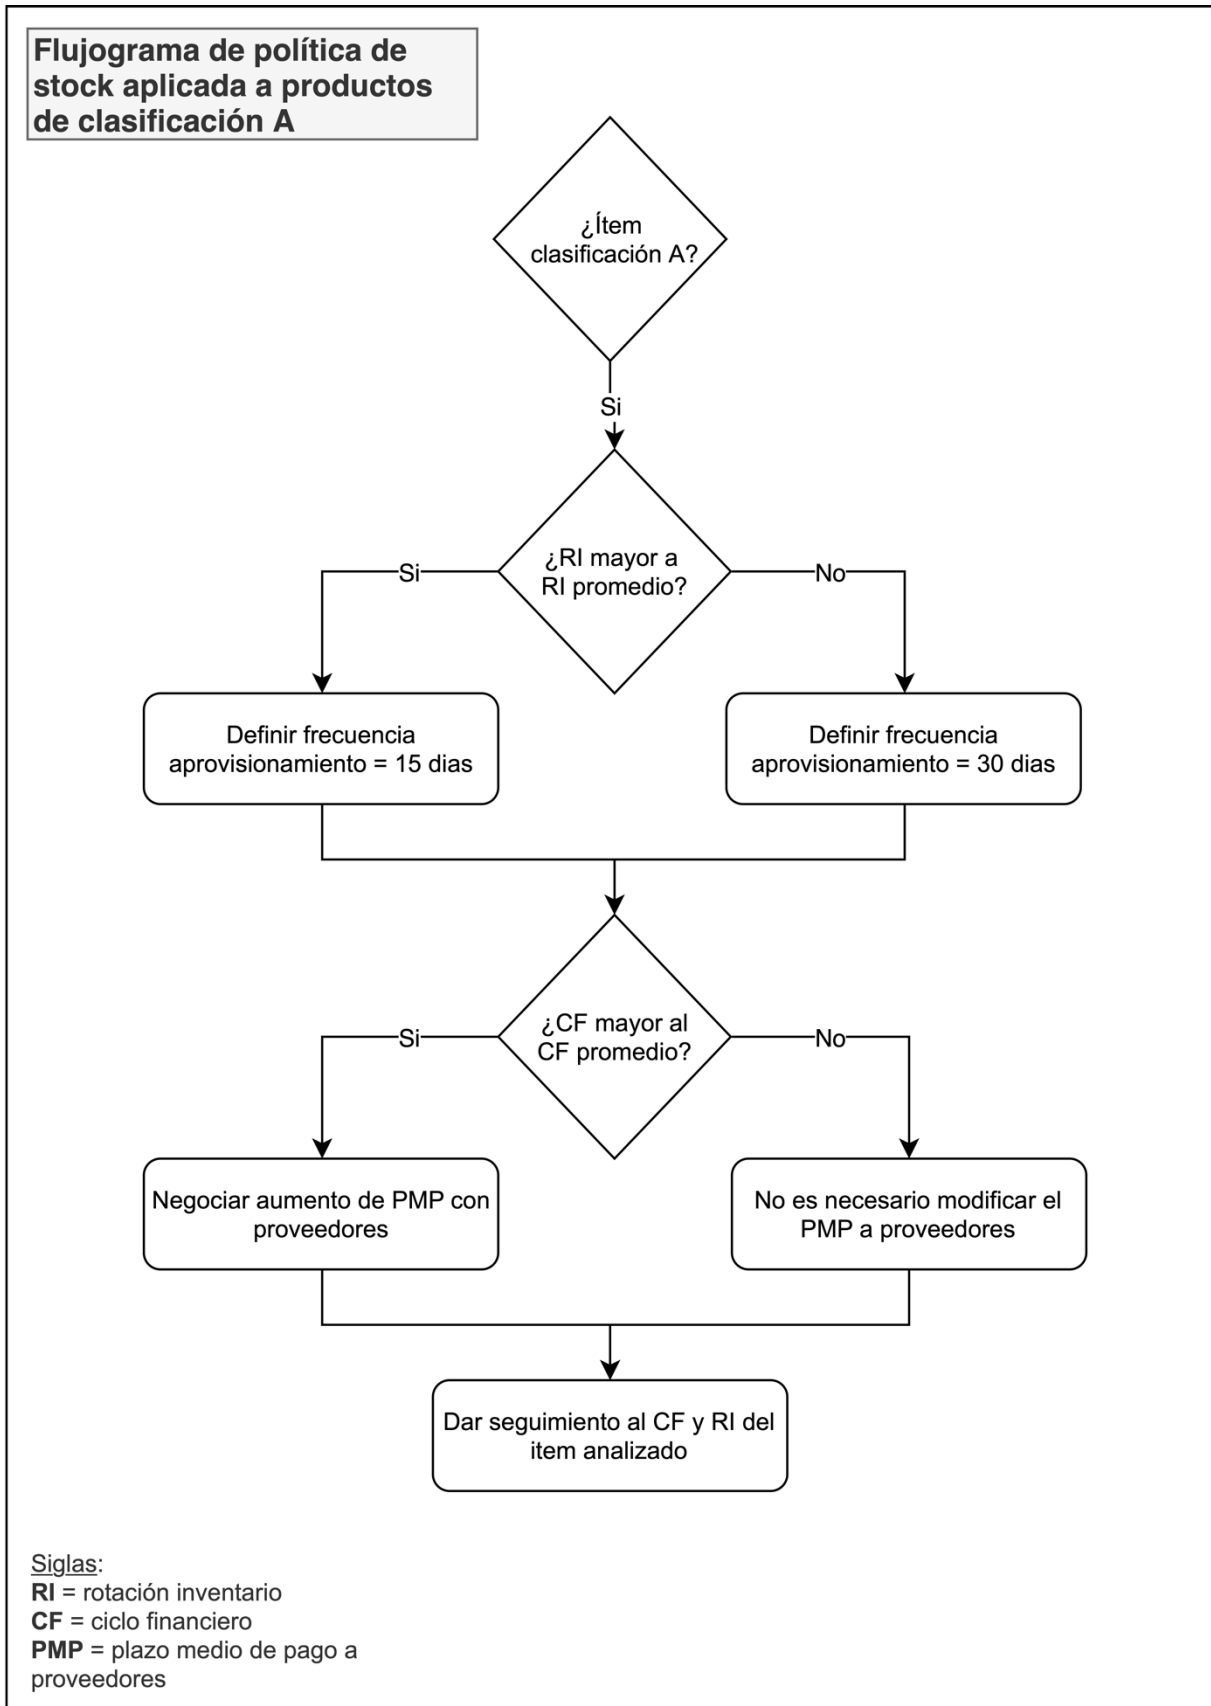 Flujograma de política de
stock aplicada a productos
de clasificación A
¿Ítem
clasificación A?
Si
¿RI mayor a
RI promedio?
Si
No
Definir frecuencia
aprovisionamiento = 15 dias
Definir frecuencia
aprovisionamiento = 30 dias
¿CF mayor al
CF promedio?
Si
No
Negociar aumento de PMP con
proveedores
No es necesario modificar el
PMP a proveedores
Dar seguimiento al CF y RI del
item analizado
Siglas:
RI = rotación inventario
CF = ciclo financiero
PMP = plazo medio de pago a
proveedores